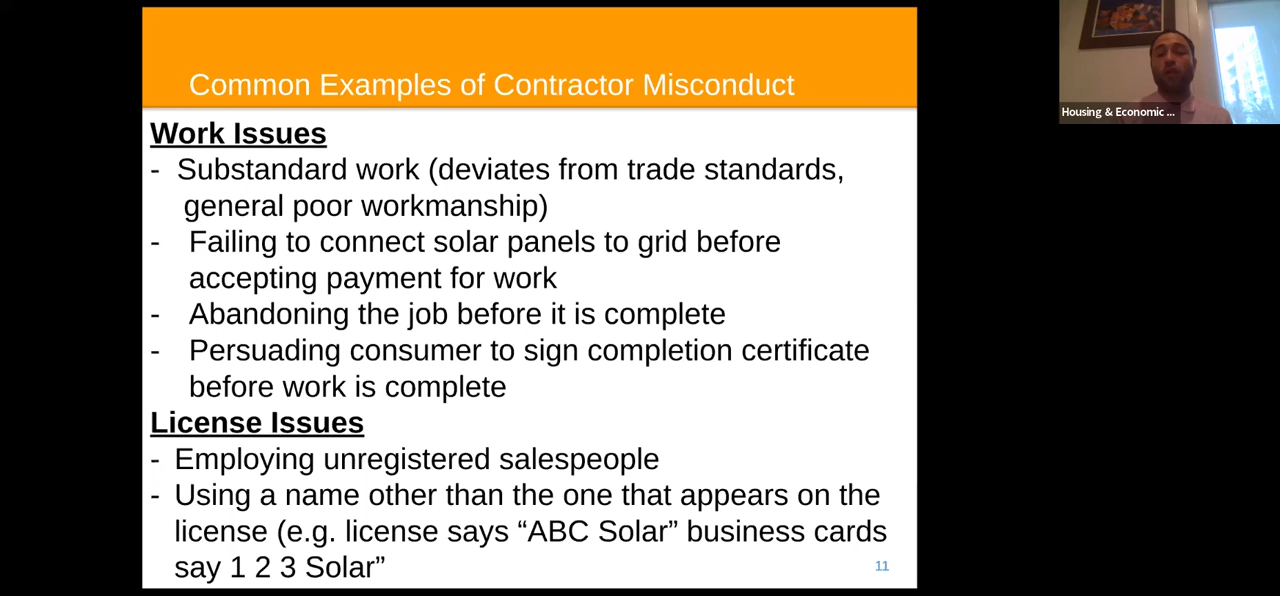 Common Examples of Contractor Misconduct
Housing & Economic ...
Work Issues
- Substandard work (deviates from trade standards,
general poor workmanship)
- Failing to connect solar panels to grid before
accepting payment for work
- Abandoning the job before it is complete
- Persuading consumer to sign completion certificate
before work is complete
License Issues
- Employing unregistered salespeople
- Using a name other than the one that appears on the
license (e.g. license says “ABC Solar” business cards
say 1 2 3 Solar”
11